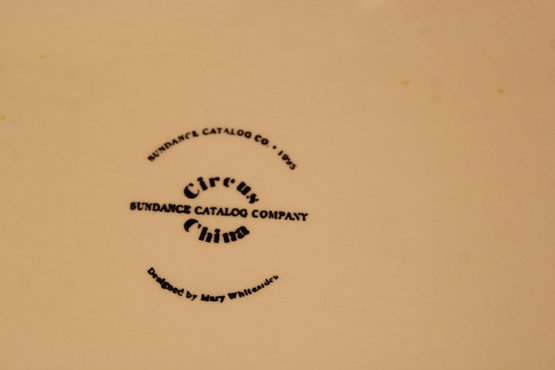 SUNDANCE CATALOG CO. • 1995
Circus
SUNDANCE CATALOG COMPANY
China
Designed by Mary Whitesides